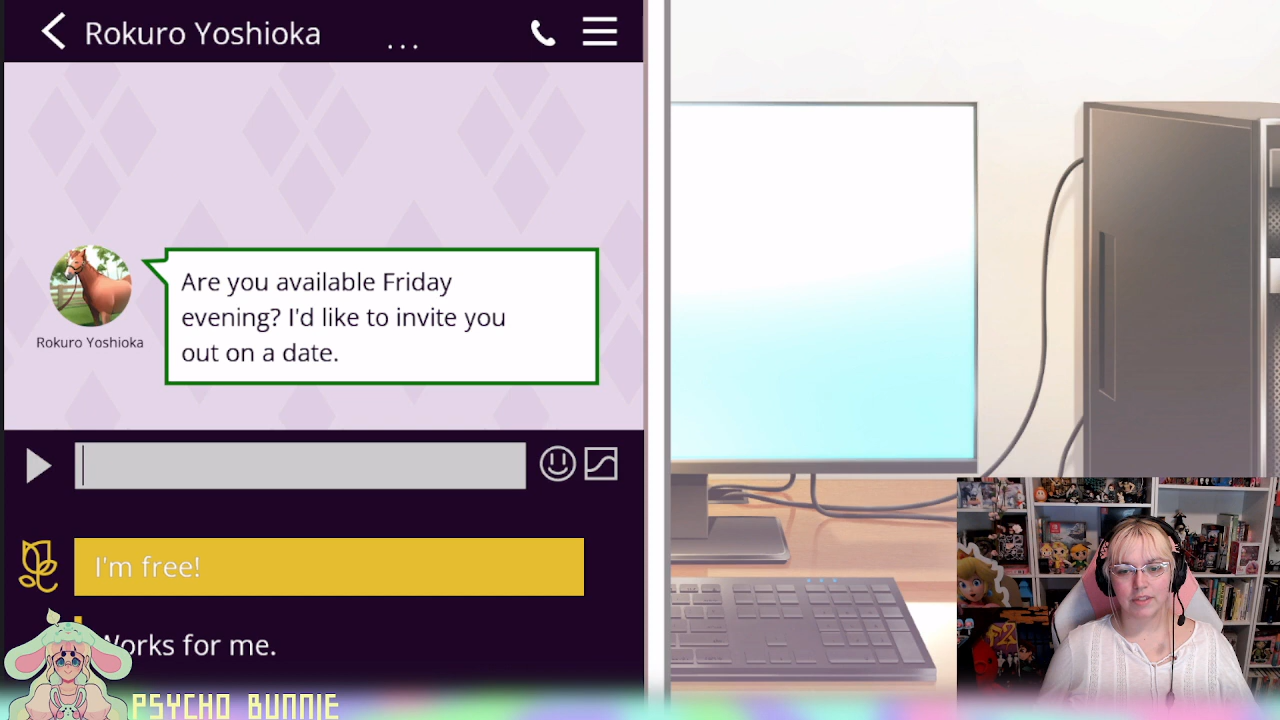 Rokuro Yoshioka
...
Are you available Friday
evening? I'd like to invite you
out on a date.
Rokuro Yoshioka
I'm free!
Works for me.
PSYCHO BUNNIE